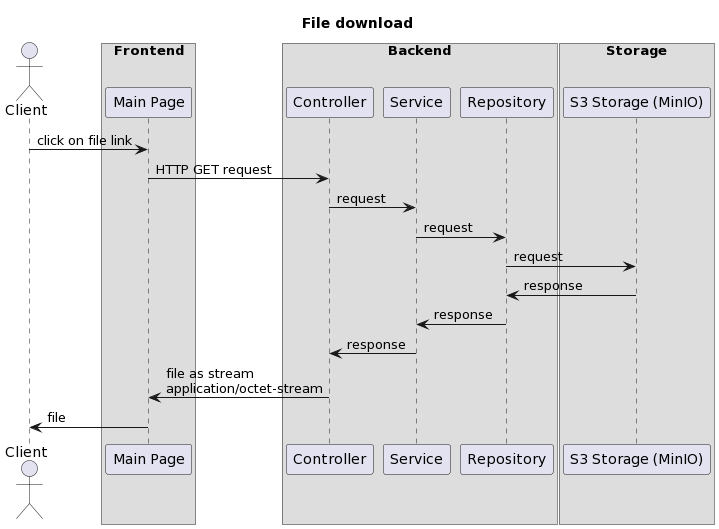 File download
Frontend
Backend
Storage
Client
Main Page
Controller
Service
Repository
S3 Storage (MinIO)
click on file link
HTTP GET request
request
request
request
response
response
response
file as stream
application/octet-stream
file
Client
Main Page
Controller
Service
Repository
S3 Storage (MinIO)